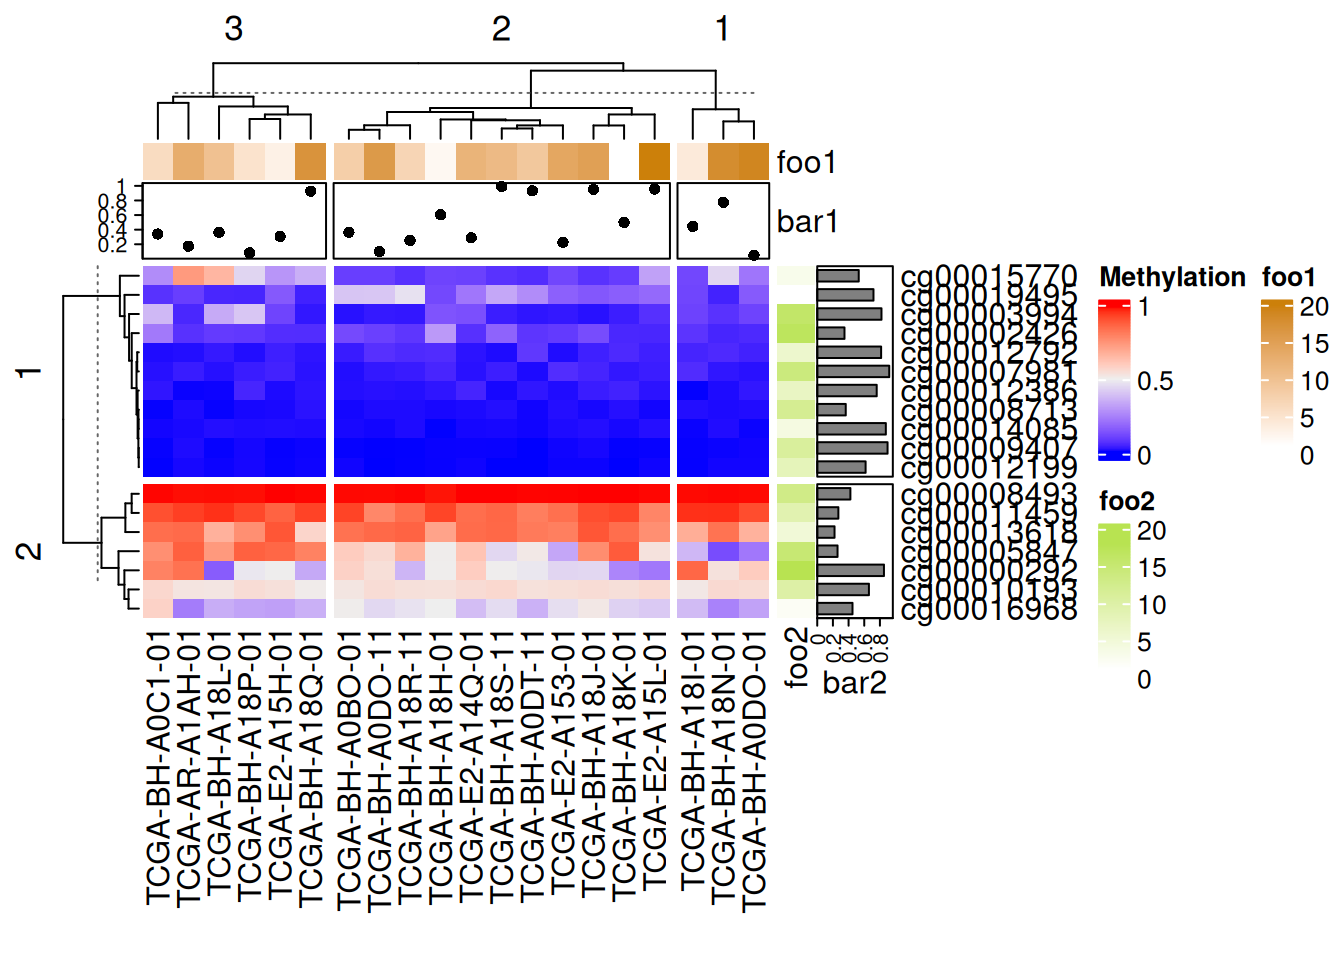 3 2 1
foo1
1
0.8
0.6
0.4
0.2
bar1
1
2
cg00015770
cg00019495
cg00003994
cg00002426
cg00012792
cg00007981
cg00012386
cg00008713
cg00014085
cg00009407
cg00012199
cg00008493
cg00011459
cg00013618
cg00005847
cg00000292
cg00010193
cg00016968
foo2
0 0.2 0.4 0.6 0.8
bar2
TCGA-BH-A0C1-01
TCGA-AR-A1AH-01
TCGA-BH-A18L-01
TCGA-BH-A18P-01
TCGA-E2-A15H-01
TCGA-BH-A18Q-01
TCGA-BH-A0BO-01
TCGA-BH-A0DO-11
TCGA-BH-A18R-11
TCGA-BH-A18H-01
TCGA-E2-A14Q-01
TCGA-BH-A18S-11
TCGA-BH-A0DT-11
TCGA-E2-A153-01
TCGA-BH-A18J-01
TCGA-BH-A18K-01
TCGA-E2-A15L-01
TCGA-BH-A18I-01
TCGA-BH-A18N-01
TCGA-BH-A0DO-01
Methylation
1
0.5
0
foo1
20
15
10
5
0
foo2
20
15
10
5
0